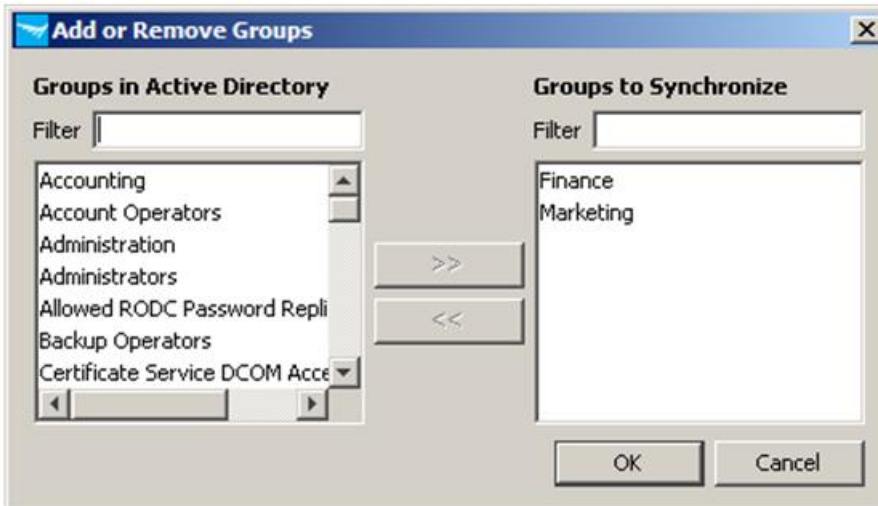 Add or Remove Groups
Groups in Active Directory
Filter
Accounting
Account Operators
Administration
Administrators
Allowed RODC Password Repli
Backup Operators
Certificate Service DCOM Acce
>>
<<
Groups to Synchronize
Filter
Finance
Marketing
OK
Cancel